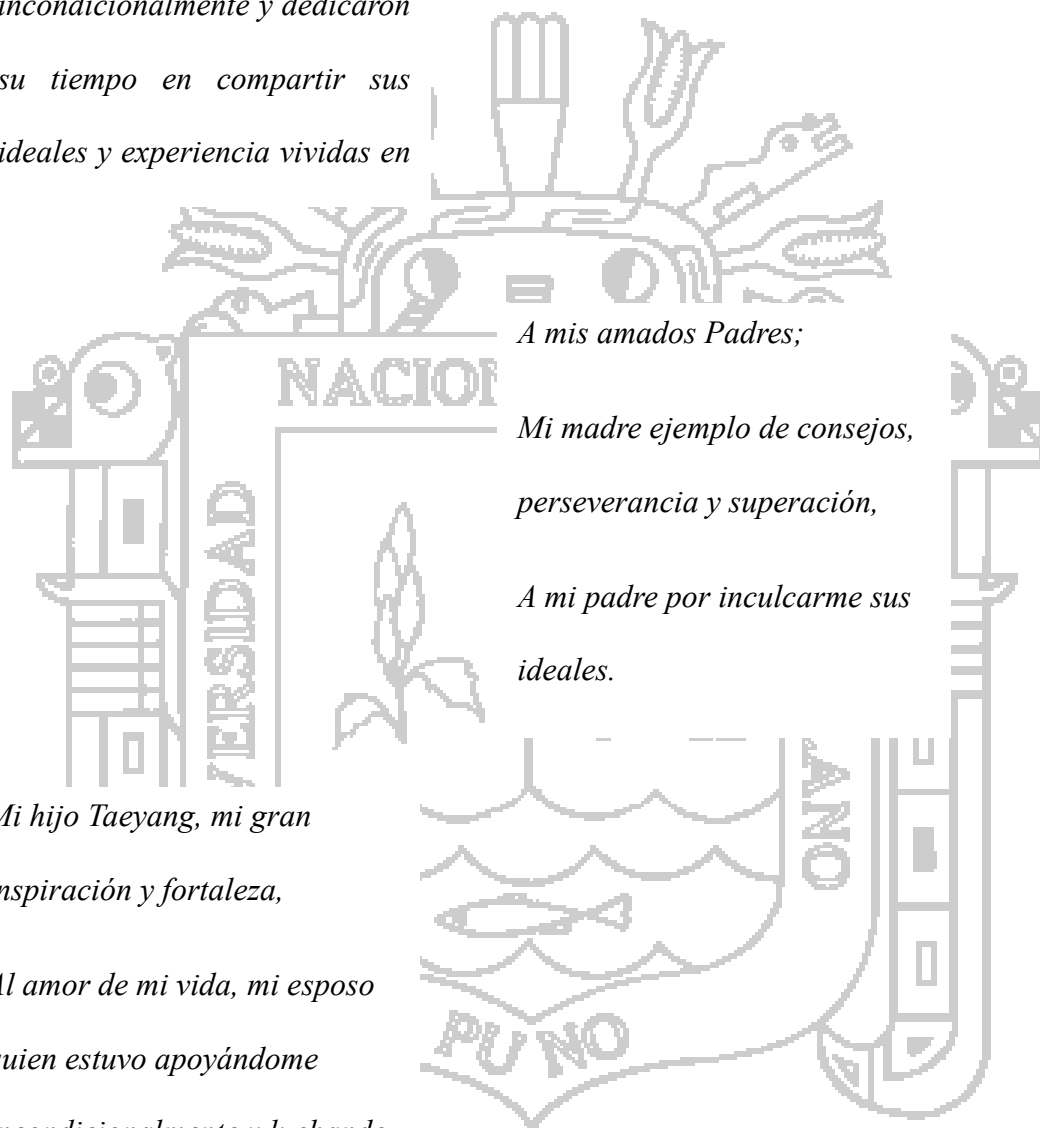 incondicionalmente y dedicaron
su tiempo en compartir sus
ideales y experiencia vividas en
A mis amados Padres;
NACION
Mi madre ejemplo de consejos,
perseverancia y superación,
VERSIDAD
A mi padre por inculcarme sus
ideales.
ANO
Mi hijo Taeyang, mi gran
inspiración y fortaleza,
Al amor de mi vida, mi esposo
quien estuvo apoyándome
PUNO